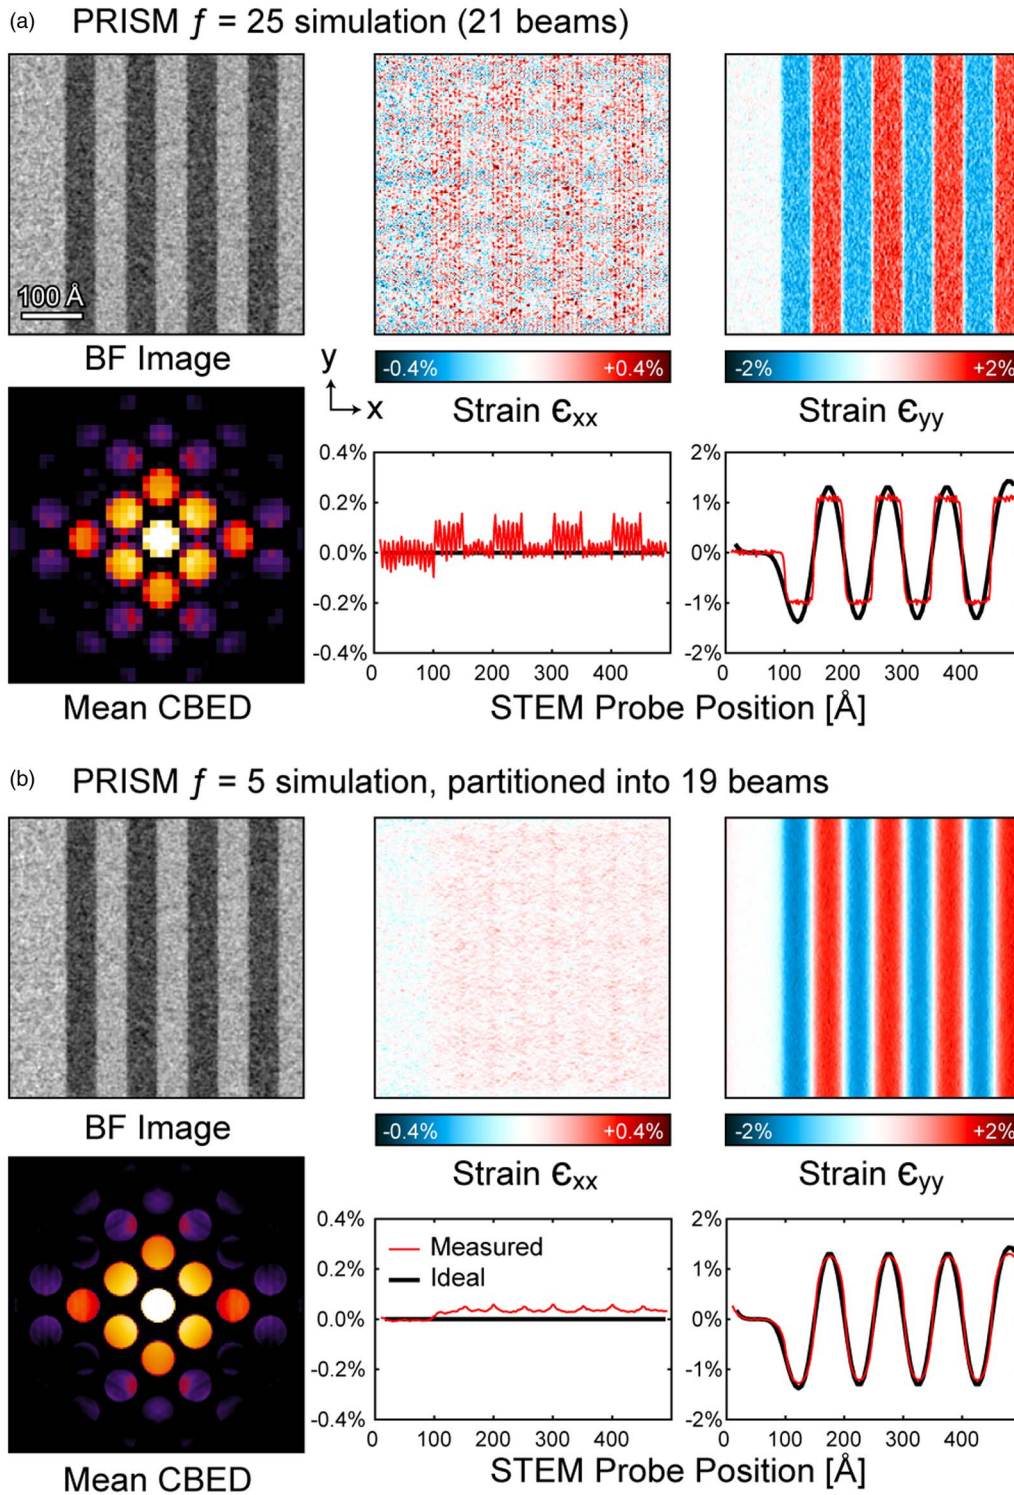 (a) PRISM ƒ = 25 simulation (21 beams)
100 Å
BF Image
-0.4% +0.4%
-2% +2%
y
x
Strain ϵxx
Strain ϵyy
0.4%
0.2%
0.0%
-0.2%
-0.4%
0 100 200 300 400
2%
1%
0%
-1%
-2%
0 100 200 300 400
Mean CBED
STEM Probe Position [Å]
(b) PRISM ƒ = 5 simulation, partitioned into 19 beams
BF Image
-0.4% +0.4%
-2% +2%
Strain ϵxx
Strain ϵyy
0.4%
0.2%
0.0%
-0.2%
-0.4%
Measured
Ideal
0 100 200 300 400
2%
1%
0%
-1%
-2%
0 100 200 300 400
Mean CBED
STEM Probe Position [Å]